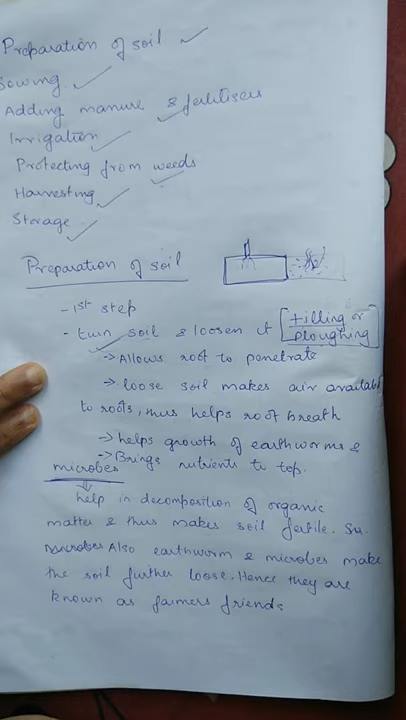 Preparation of soil
Sowing
Adding manure & fertilisers
Irrigation
Protecting from weeds
Harvesting
Storage
Preparation of soil
- 1st step
- turn soil & loosen it [tilling or
ploughing]
→ Allows root to penetrate
→ loose soil makes air availabl
to roots, thus helps root breath
→ helps growth of earthworms &
microbes
→ Brings nutrients to top.
help in decomposition of organic
matter & thus makes soil fertile.
Also earthworm & microbes make
the soil further loose. Hence they are
known as farmers friends